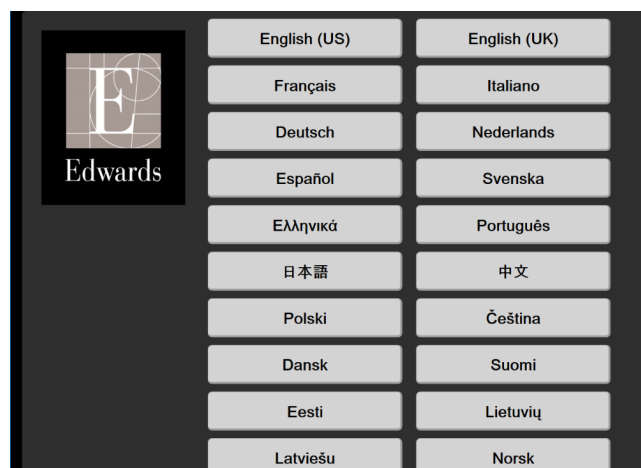 E
Edwards
English (US)
English (UK)
Français
Italiano
Deutsch
Nederlands
Español
Svenska
Ελληνικά
Português
日本語
中文
Polski
Čeština
Dansk
Suomi
Eesti
Lietuvių
Latviešu
Norsk